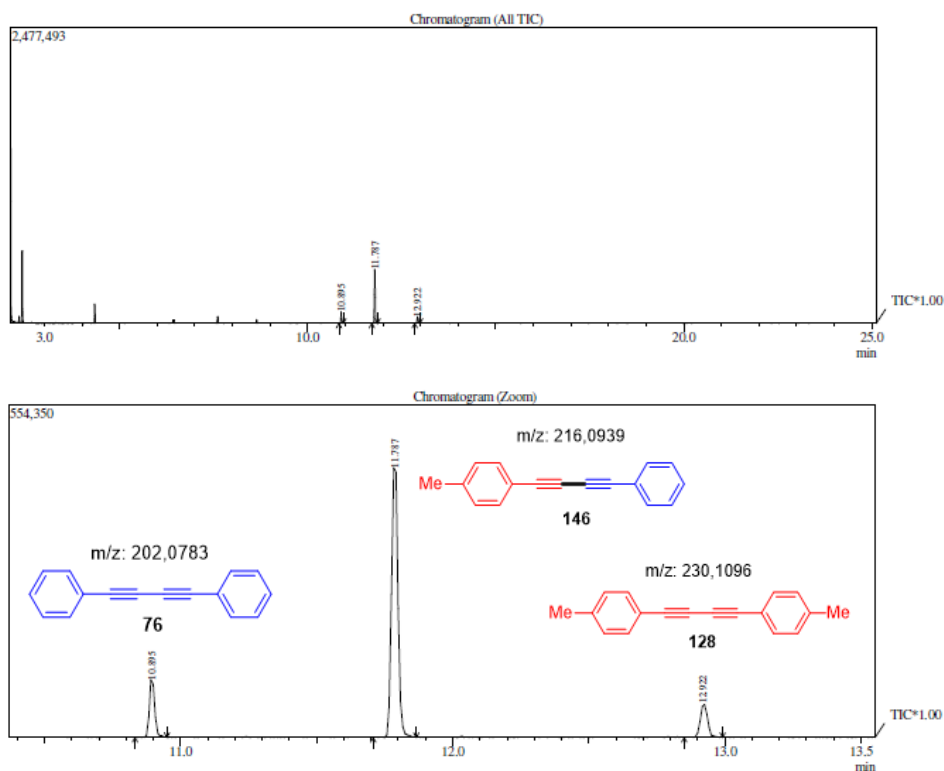 Chromatogram (All TIC)
2,477,493
11.787
10.895
12.922
TIC*1.00
3.0
10.0
20.0
25.0
min
Chromatogram (Zoom)
554,350
11.787
m/z: 216,0939
Me
146
m/z: 202,0783
76
m/z: 230,1096
Me
Me
128
10.895
12.922
TIC*1.00
11.0
12.0
13.0
13.5
min